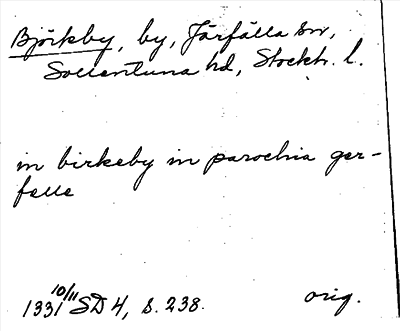 Björkby, by, Järfälla sn,
Sollentuna hd, Stockh. l.
in birkeby in parochia ger-
felle
1331 10/11 SD 4, s. 238. orig.